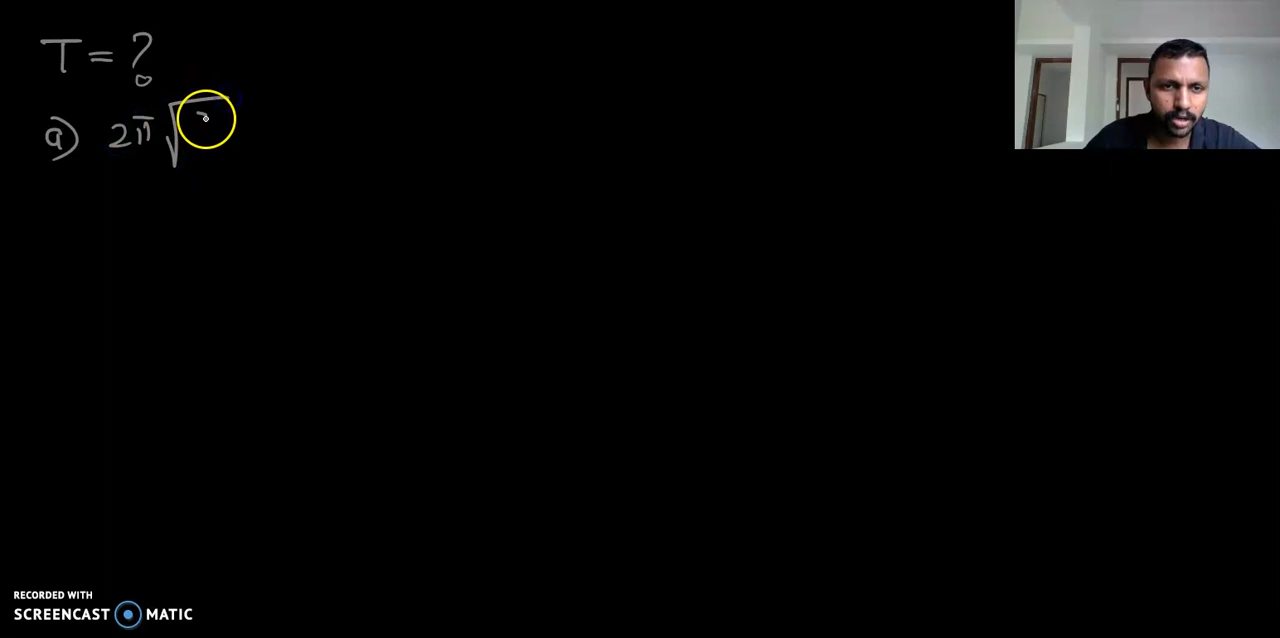 T = ?
a) 2π√
RECORDED WITH
SCREENCAST MATIC